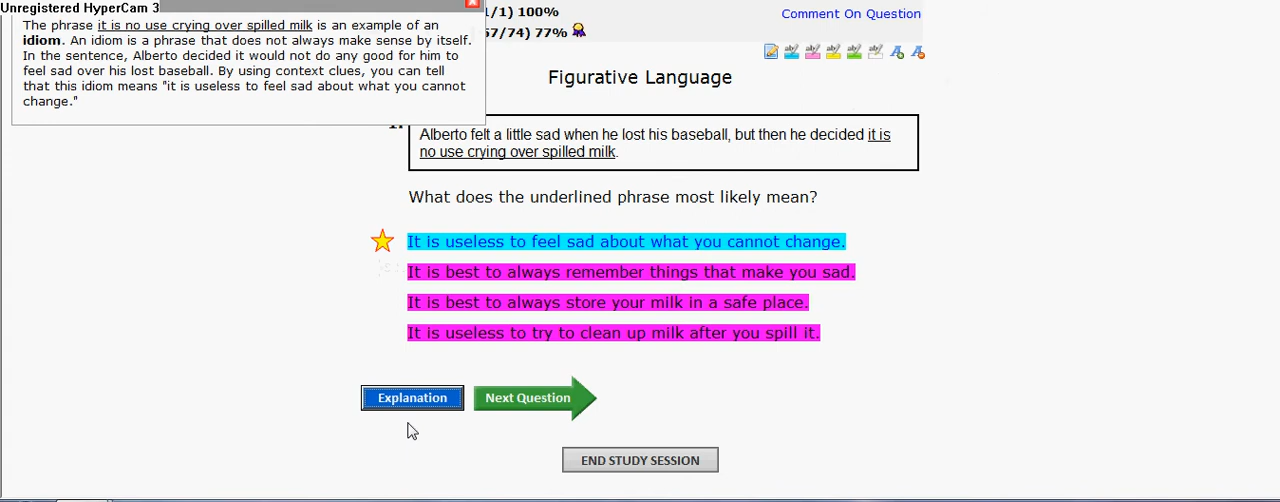 Unregistered HyperCam 3
The phrase it is no use crying over spilled milk is an example of an
idiom. An idiom is a phrase that does not always make sense by itself.
In the sentence, Alberto decided it would not do any good for him to
feel sad over his lost baseball. By using context clues, you can tell
that this idiom means "it is useless to feel sad about what you cannot
change."
1/1) 100%
57/74) 77%
Comment On Question
Figurative Language
1.
Alberto felt a little sad when he lost his baseball, but then he decided it is
no use crying over spilled milk.
What does the underlined phrase most likely mean?
It is useless to feel sad about what you cannot change.
It is best to always remember things that make you sad.
It is best to always store your milk in a safe place.
It is useless to try to clean up milk after you spill it.
Explanation
Next Question
END STUDY SESSION